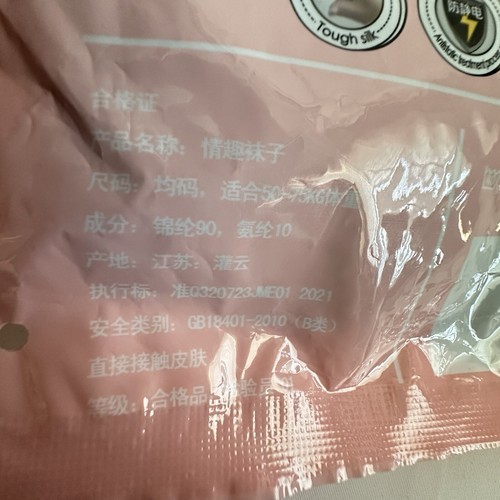 Tough silk
防静电
Antistatic treatment process
合格证
产品名称：情趣袜子
尺码：均码，适合50-75KG体重
成分：锦纶90，氨纶10
产地：江苏：灌云
执行标：准Q320723JME01 2021
安全类别：GB18401-2010（B类）
直接接触皮肤
等级：合格品